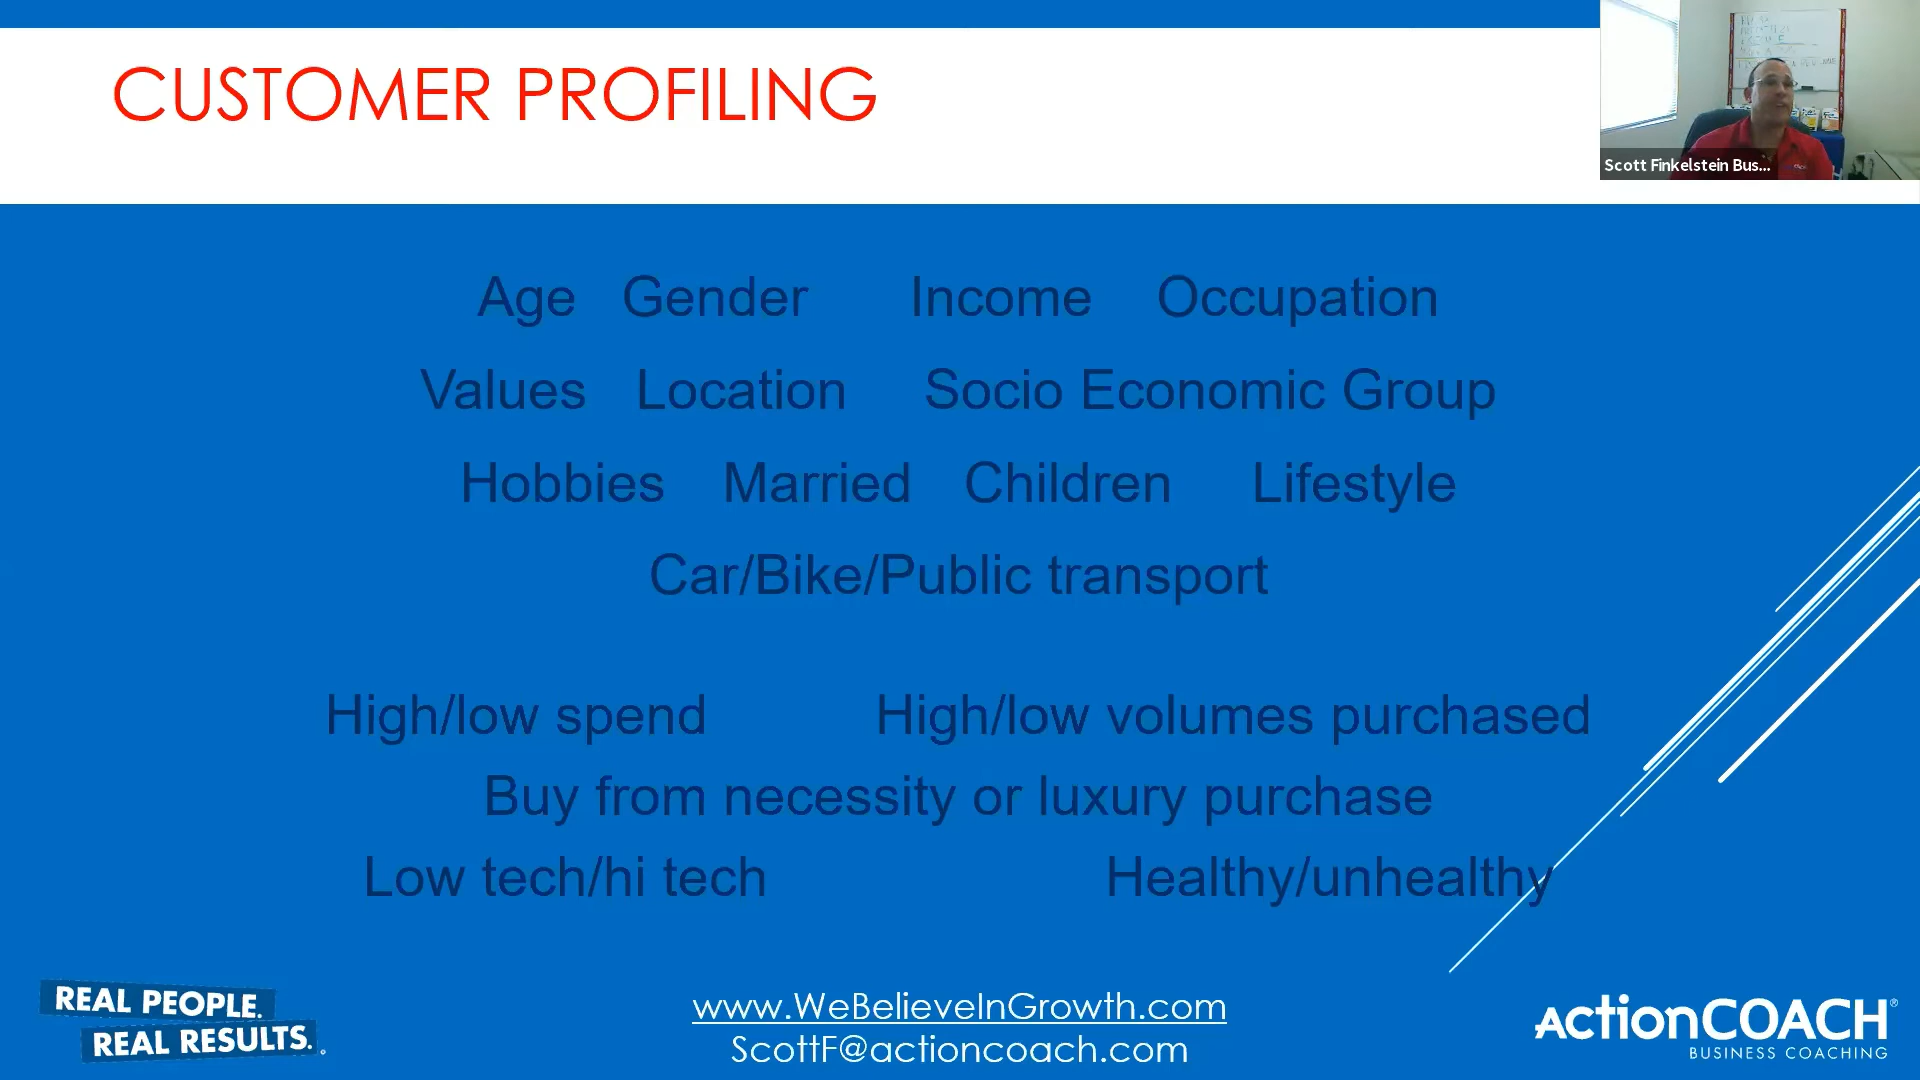 CUSTOMER PROFILING
Scott Finkelstein Bus...
Age Gender Income Occupation
Values Location Socio Economic Group
Hobbies Married Children Lifestyle
Car/Bike/Public transport
High/low spend High/low volumes purchased
Buy from necessity or luxury purchase
Low tech/hi tech Healthy/unhealthy
REAL PEOPLE.
REAL RESULTS.
www.WeBelieveInGrowth.com
ScottF@actioncoach.com
ActionCOACH®
BUSINESS COACHING